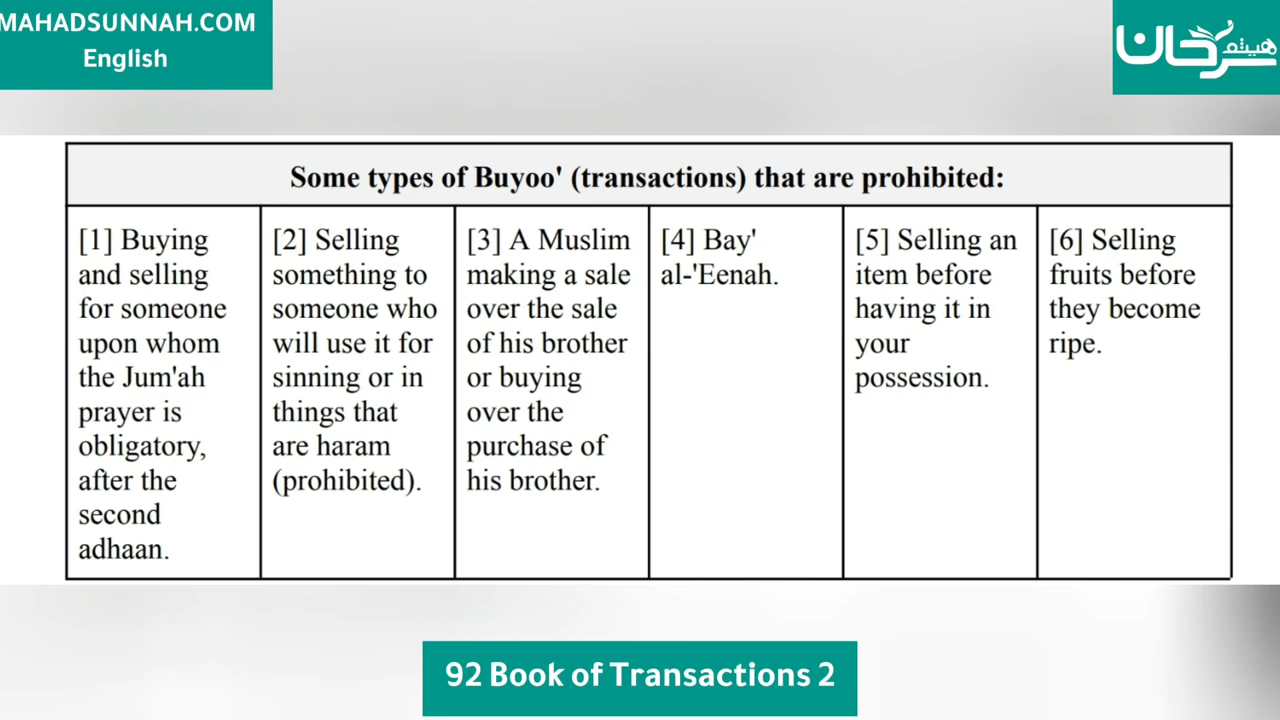 MAHADSUNNAH.COM
English
هيثم
سرحان
Some types of Buyoo' (transactions) that are prohibited:
[1] Buying
and selling
for someone
upon whom
the Jum'ah
prayer is
obligatory,
after the
second
adhaan.
[2] Selling
something to
someone who
will use it for
sinning or in
things that
are haram
(prohibited).
[3] A Muslim
making a sale
over the sale
of his brother
or buying
over the
purchase of
his brother.
[4] Bay'
al-'Eenah.
[5] Selling an
item before
having it in
your
possession.
[6] Selling
fruits before
they become
ripe.
92 Book of Transactions 2